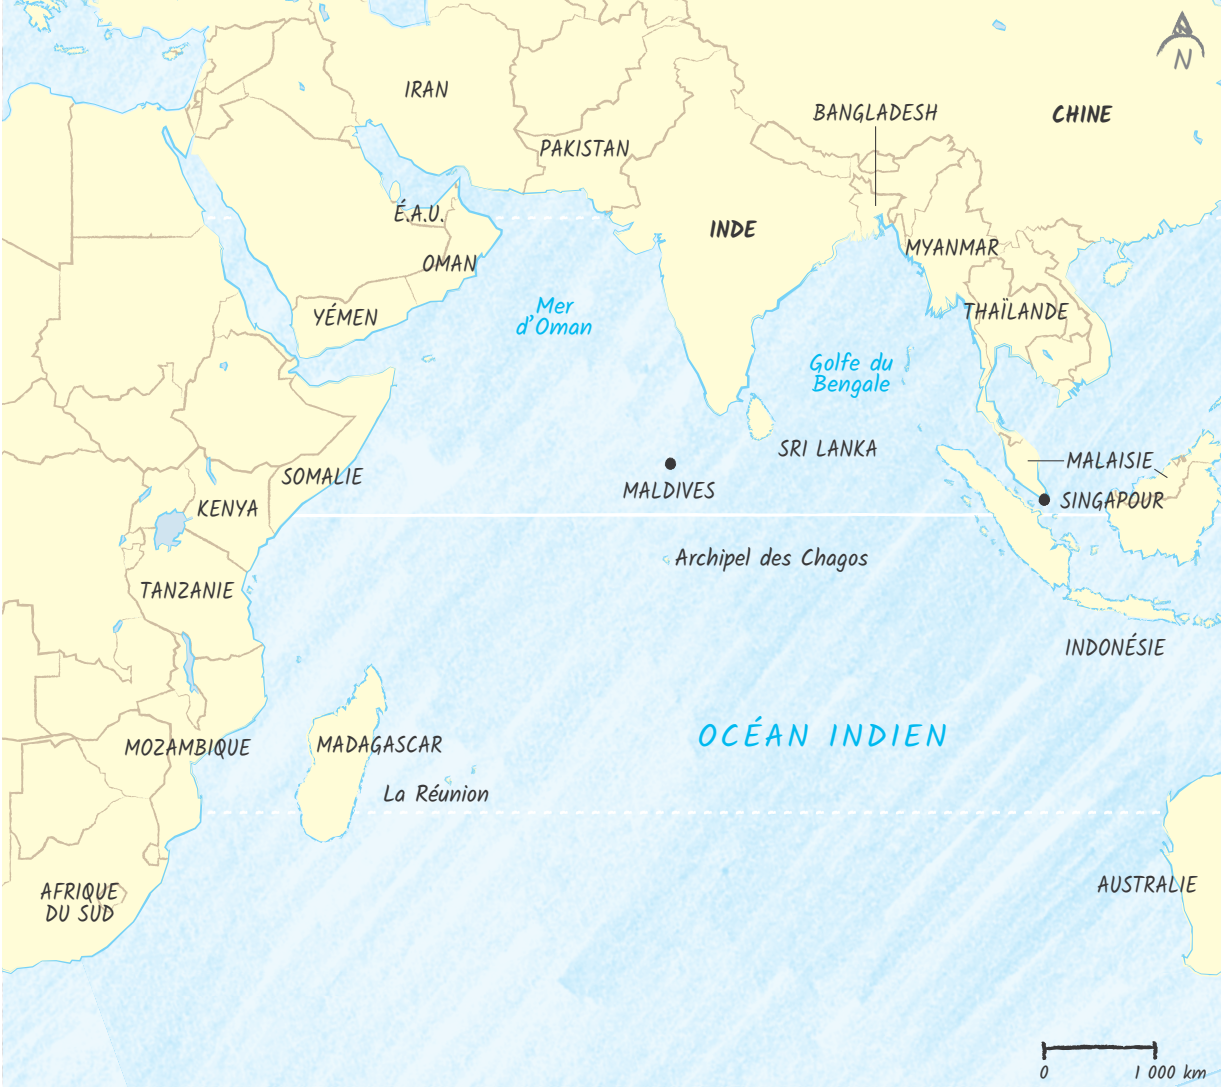 N
IRAN
BANGLADESH
CHINE
PAKISTAN
É.A.U.
INDE
MYANMAR
OMAN
YÉMEN
Mer
d'Oman
THAÏLANDE
Golfe du
Bengale
SRI LANKA
MALAISIE
SOMALIE
MALDIVES
SINGAPOUR
KENYA
Archipel des Chagos
TANZANIE
INDONÉSIE
OCÉAN INDIEN
MOZAMBIQUE
MADAGASCAR
La Réunion
AUSTRALIE
AFRIQUE
DU SUD
0 1 000 km